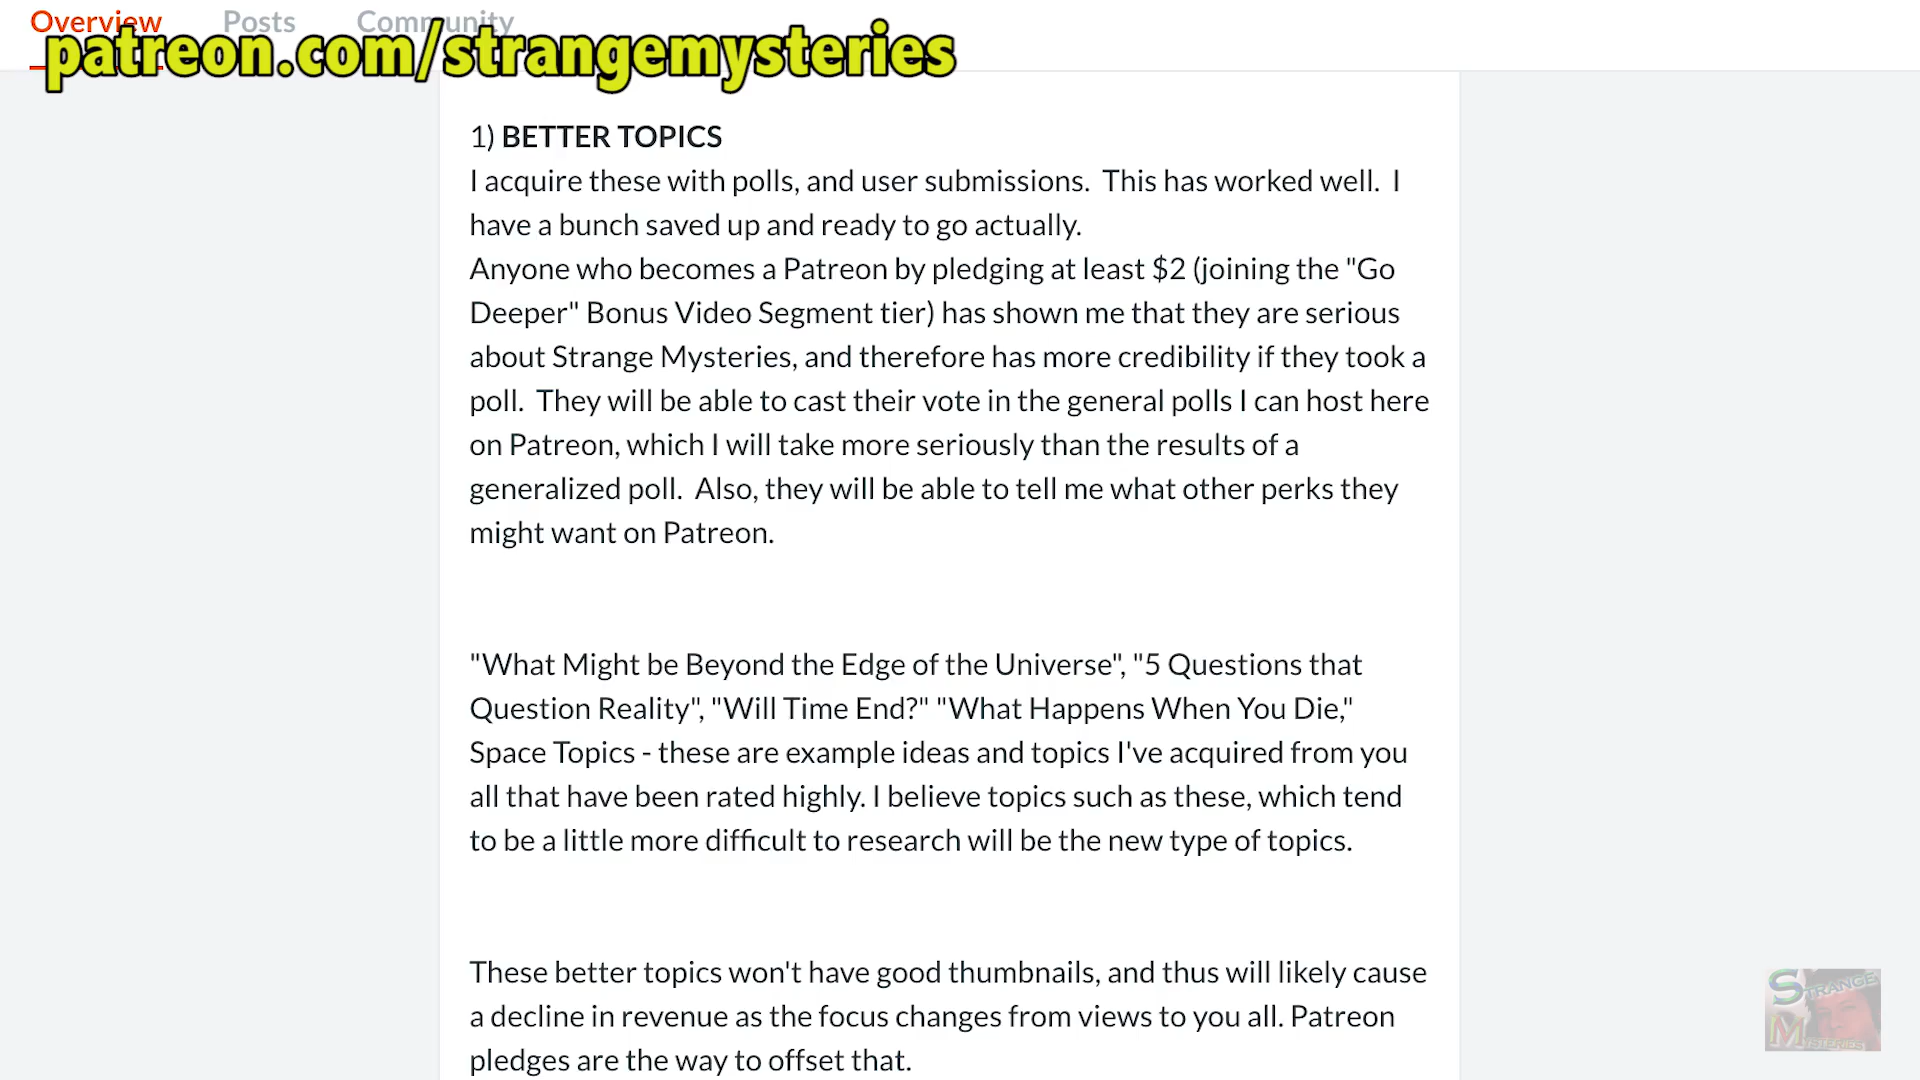 Overview Posts Community
patreon.com/strangemysteries
1) BETTER TOPICS
I acquire these with polls, and user submissions.  This has worked well.  I
have a bunch saved up and ready to go actually.
Anyone who becomes a Patreon by pledging at least $2 (joining the "Go
Deeper" Bonus Video Segment tier) has shown me that they are serious
about Strange Mysteries, and therefore has more credibility if they took a
poll.  They will be able to cast their vote in the general polls I can host here
on Patreon, which I will take more seriously than the results of a
generalized poll.  Also, they will be able to tell me what other perks they
might want on Patreon.
"What Might be Beyond the Edge of the Universe", "5 Questions that
Question Reality", "Will Time End?" "What Happens When You Die,"
Space Topics - these are example ideas and topics I've acquired from you
all that have been rated highly. I believe topics such as these, which tend
to be a little more difficult to research will be the new type of topics.
These better topics won't have good thumbnails, and thus will likely cause
a decline in revenue as the focus changes from views to you all. Patreon
pledges are the way to offset that.
STRANGE
MYSTERIES